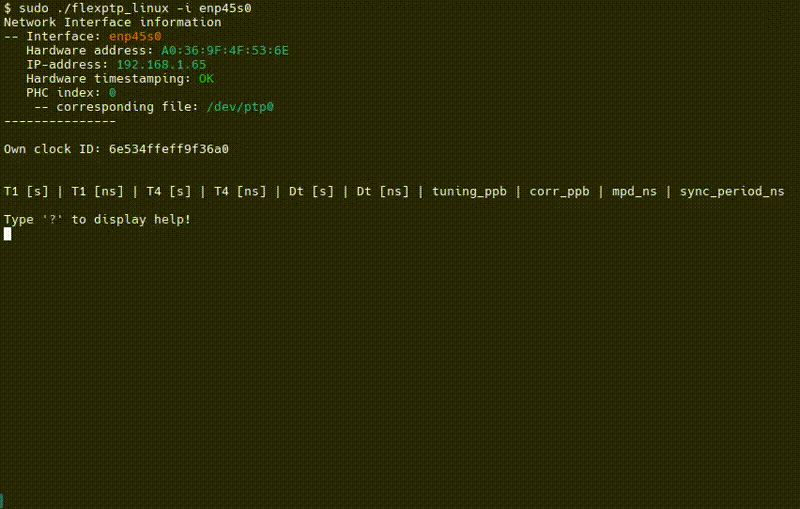 $ sudo ./flexptp_linux -i enp45s0
Network Interface information
-- Interface: enp45s0
Hardware address: A0:36:9F:4F:53:6E
IP-address: 192.168.1.65
Hardware timestamping: OK
PHC index: 0
-- corresponding file: /dev/ptp0
---------------
Own clock ID: 6e534ffeff9f36a0
T1 [s] | T1 [ns] | T4 [s] | T4 [ns] | Dt [s] | Dt [ns] | tuning_ppb | corr_ppb | mpd_ns | sync_period_ns
Type '?' to display help!